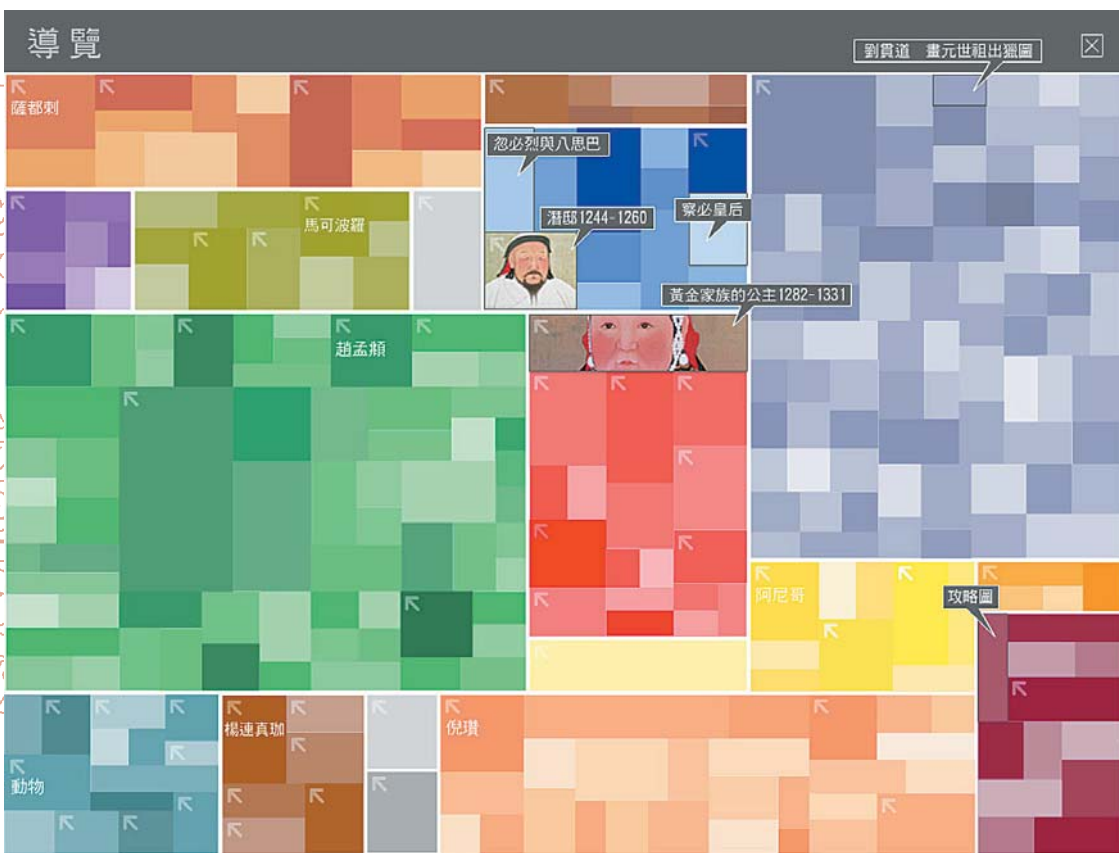 導覽
劉貫道 畫元世祖出獵圖
薩都刺
忽必烈與八思巴
馬可波羅
潛邸1244-1260
察必皇后
黃金家族的公主1282-1331
趙孟頫
阿尼哥
攻略圖
楊連真珈
倪瓚
動物